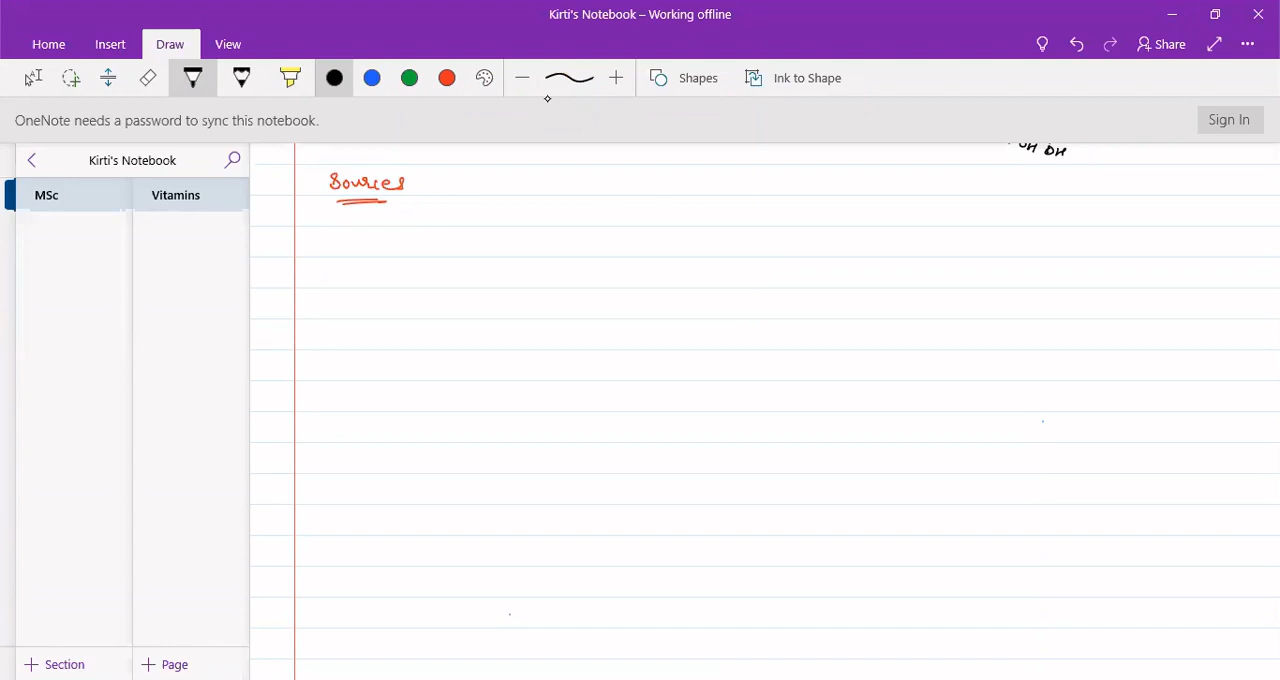 Kirti's Notebook – Working offline
Home Insert Draw View Share
Shapes Ink to Shape
OneNote needs a password to sync this notebook. Sign In
Kirti's Notebook
MSc Vitamins
OH OH
Sources
Section Page